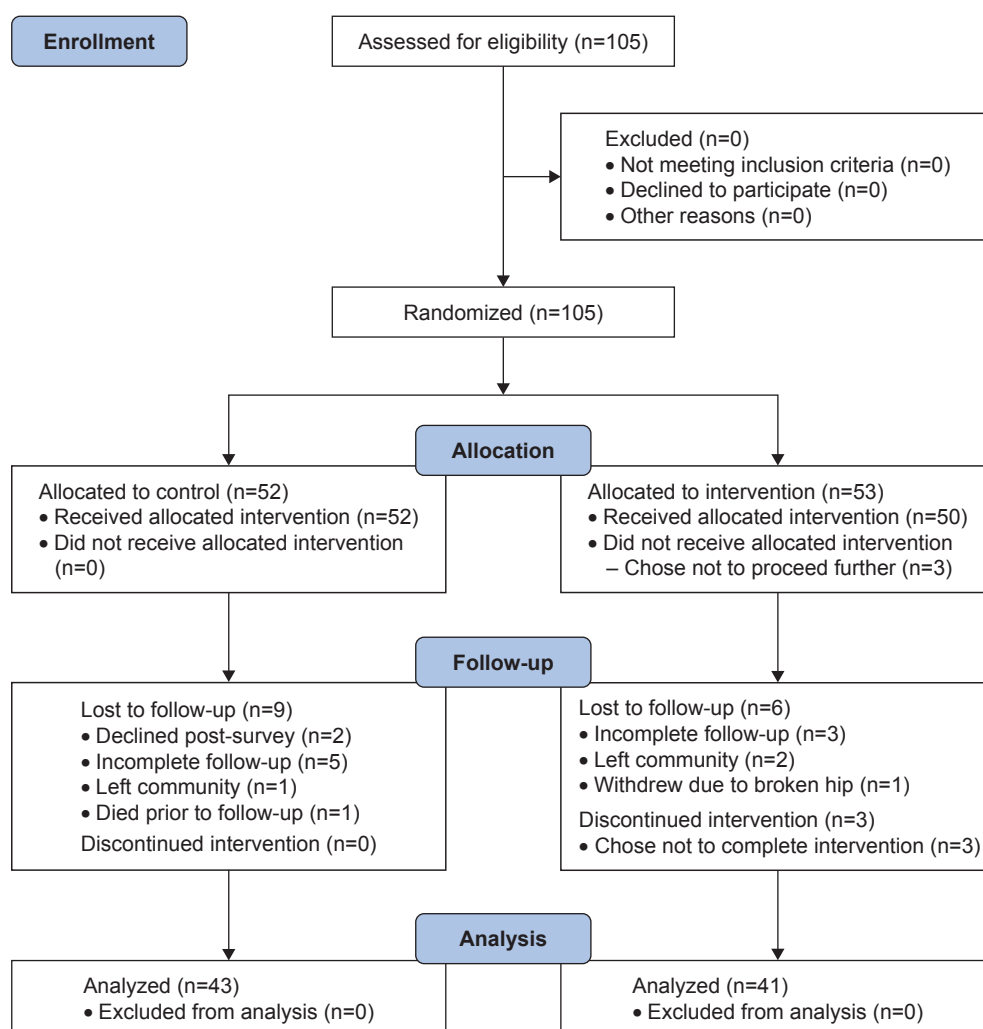 Enrollment
Assessed for eligibility (n=105)
Excluded (n=0)
• Not meeting inclusion criteria (n=0)
• Declined to participate (n=0)
• Other reasons (n=0)
Randomized (n=105)
Allocation
Allocated to control (n=52)
• Received allocated intervention (n=52)
• Did not receive allocated intervention
(n=0)
Allocated to intervention (n=53)
• Received allocated intervention (n=50)
• Did not receive allocated intervention
– Chose not to proceed further (n=3)
Follow-up
Lost to follow-up (n=9)
• Declined post-survey (n=2)
• Incomplete follow-up (n=5)
• Left community (n=1)
• Died prior to follow-up (n=1)
Discontinued intervention (n=0)
Lost to follow-up (n=6)
• Incomplete follow-up (n=3)
• Left community (n=2)
• Withdrew due to broken hip (n=1)
Discontinued intervention (n=3)
• Chose not to complete intervention (n=3)
Analysis
Analyzed (n=43)
• Excluded from analysis (n=0)
Analyzed (n=41)
• Excluded from analysis (n=0)